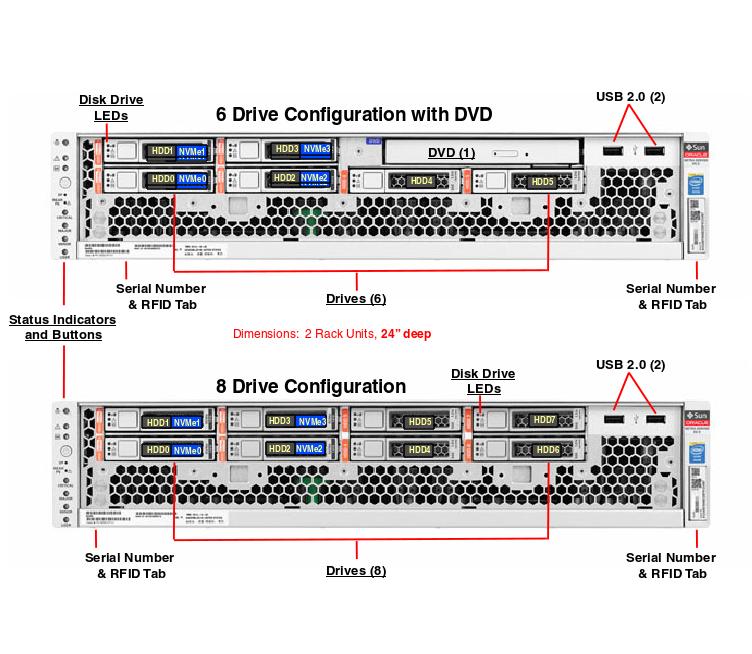 Disk Drive
LEDs
6 Drive Configuration with DVD
USB 2.0 (2)
HDD1 NVMe1
HDD3 NVMe3
DVD (1)
Sun
ORACLE
HDD0 NVMe0
HDD2 NVMe2
HDD4
HDD5
Serial Number
& RFID Tab
Drives (6)
Serial Number
& RFID Tab
Status Indicators
and Buttons
Dimensions: 2 Rack Units, 24" deep
8 Drive Configuration
Disk Drive
LEDs
USB 2.0 (2)
HDD1 NVMe1
HDD3 NVMe3
HDD5
HDD7
Sun
ORACLE
HDD0 NVMe0
HDD2 NVMe2
HDD4
HDD6
Serial Number
& RFID Tab
Drives (8)
Serial Number
& RFID Tab